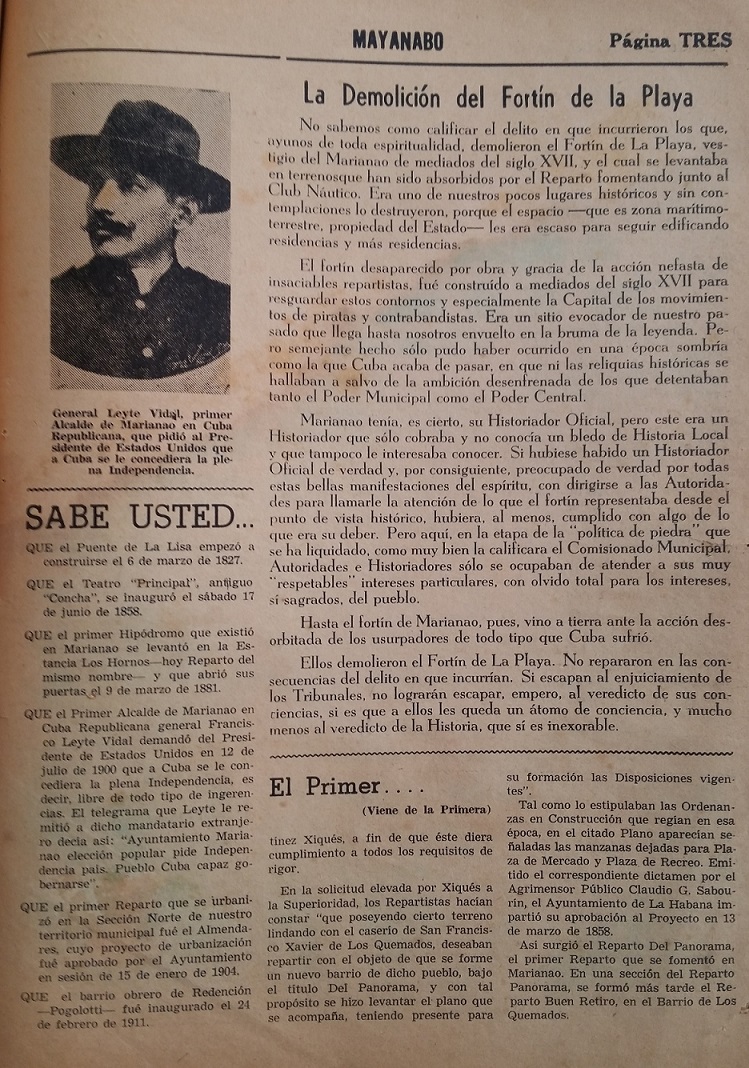 MAYANABO
Página TRES
General Leyte Vidal, primer
Alcalde de Marianao en Cuba
Republicana, que pidió al Pre-
sidente de Estados Unidos que
a Cuba se le concediera la ple-
na Independencia.
SABE USTED...
QUE el Puente de La Lisa empezó a
construirse el 6 de marzo de 1827.
QUE el Teatro "Principal", antiguo
"Concha", se inauguró el sábado 17
de junio de 1858.
QUE el primer Hipódromo que existió
en Marianao se levantó en la Es-
tancia Los Hornos—hoy Reparto del
mismo nombre— y que abrió sus
puertas el 9 de marzo de 1881.
QUE el Primer Alcalde de Marianao en
Cuba Republicana general Francis-
co Leyte Vidal demandó del Presi-
dente de Estados Unidos en 12 de
julio de 1900 que a Cuba se le con-
cediera la plena Independencia, es
decir, libre de todo tipo de ingeren-
cias. El telegrama que Leyte le re-
mitió a dicho mandatario extranje-
ro decía así: "Ayuntamiento Maria-
nao elección popular pide Indepen-
dencia país. Pueblo Cuba capaz go-
bernarse".
QUE el primer Reparto que se urbani-
zó en la Sección Norte de nuestro
territorio municipal fué el Almenda-
res, cuyo proyecto de urbanización
fué aprobado por el Ayuntamiento
en sesión de 15 de enero de 1904.
QUE el barrio obrero de Redención
—Pogolotti— fué inaugurado el 24
de febrero de 1911.
La Demolición del Fortín de la Playa
No sabemos como calificar el delito en que incurrieron los que,
ayunos de toda espiritualidad, demolieron el Fortín de La Playa, ves-
tigio del Marianao de mediados del siglo XVII, y el cual se levantaba
en terrenosque han sido absorbidos por el Reparto fomentando junto al
Club Náutico. Era uno de nuestros pocos lugares históricos y sin con-
templaciones lo destruyeron, porque el espacio —que es zona marítimo-
terrestre, propiedad del Estado— les era escaso para seguir edificando
residencias y más residencias.
El fortín desaparecido por obra y gracia de la acción nefasta de
insaciables repartistas, fué construído a mediados del siglo XVII para
resguardar estos contornos y especialmente la Capital de los movimien-
tos de piratas y contrabandistas. Era un sitio evocador de nuestro pa-
sado que llega hasta nosotros envuelto en la bruma de la leyenda. Pe-
ro semejante hecho sólo pudo haber ocurrido en una época sombría
como la que Cuba acaba de pasar, en que ni las reliquias históricas se
hallaban a salvo de la ambición desenfrenada de los que detentaban
tanto el Poder Municipal como el Poder Central.
Marianao tenía, es cierto, su Historiador Oficial, pero este era un
Historiador que sólo cobraba y no conocía un bledo de Historia Local
y que tampoco le interesaba conocer. Si hubiese habido un Historiador
Oficial de verdad y, por consiguiente, preocupado de verdad por todas
estas bellas manifestaciones del espíritu, con dirigirse a las Autorida-
des para llamarle la atención de lo que el fortín representaba desde el
punto de vista histórico, hubiera, al menos, cumplido con algo de lo
que era su deber. Pero aquí, en la etapa de la "política de piedra" que
se ha liquidado, como muy bien la calificara el Comisionado Municipal,
Autoridades e Historiadores sólo se ocupaban de atender a sus muy
"respetables" intereses particulares, con olvido total para los intereses,
sí sagrados, del pueblo.
Hasta el fortín de Marianao, pues, vino a tierra ante la acción des-
orbitada de los usurpadores de todo tipo que Cuba sufrió.
Ellos demolieron el Fortín de La Playa. No repararon en las con-
secuencias del delito en que incurrían. Si escapan al enjuiciamiento de
los Tribunales, no lograrán escapar, empero, al veredicto de sus con-
ciencias, si es que a ellos les queda un átomo de conciencia, y mucho
menos al veredicto de la Historia, que sí es inexorable.
El Primer....
(Viene de la Primera)
tínez Xiqués, a fin de que éste diera
cumplimiento a todos los requisitos de
rigor.
En la solicitud elevada por Xiqués a
la Superioridad, los Repartistas hacían
constar "que poseyendo cierto terreno
lindando con el caserio de San Francis-
co Xavier de Los Quemados, deseaban
repartir con el objeto de que se forme
un nuevo barrio de dicho pueblo, bajo
el titulo Del Panorama, y con tal
propósito se hizo levantar el plano que
se acompaña, teniendo presente para
su formación las Disposiciones vigen-
tes".
Tal como lo estipulaban las Ordenan-
zas en Construcción que regían en esa
época, en el citado Plano aparecían se-
ñaladas las manzanas dejadas para Pla-
za de Mercado y Plaza de Recreo. Emi-
tido el correspondiente dictamen por el
Agrimensor Público Claudio G. Sabou-
rín, el Ayuntamiento de La Habana im-
partió su aprobación al Proyecto en 13
de marzo de 1858.
Asi surgió el Reparto Del Panorama,
el primer Reparto que se fomentó en
Marianao. En una sección del Reparto
Panorama, se formó más tarde el Re-
parto Buen Retiro, en el Barrio de Los
Quemados.